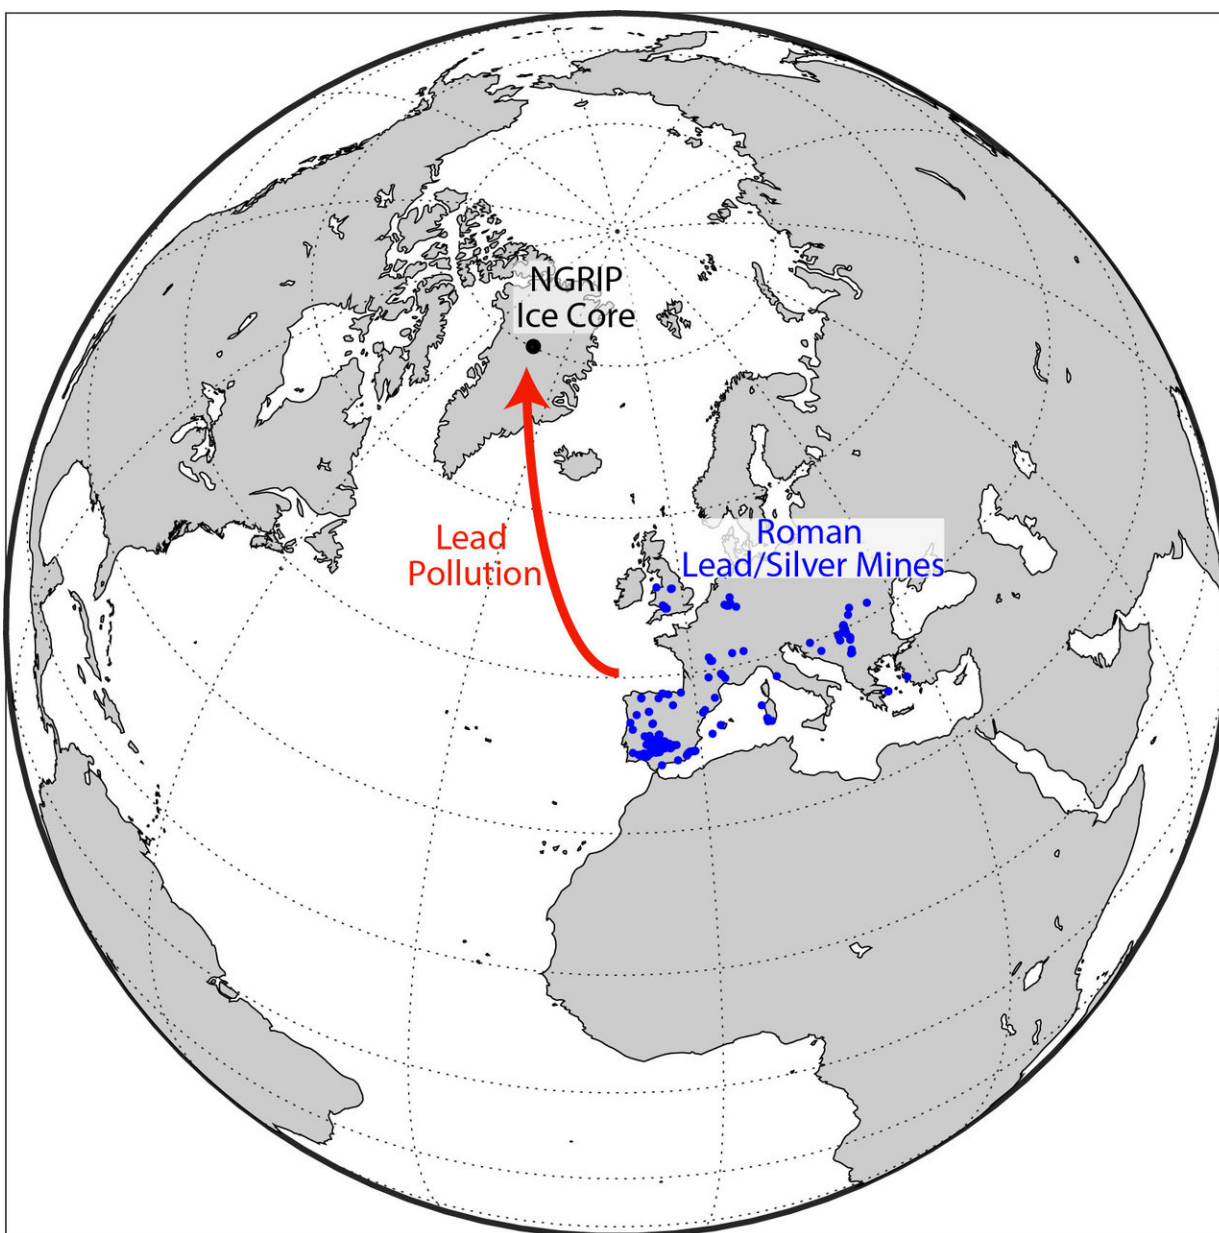 NGRIP
Ice Core
Lead
Pollution
Roman
Lead/Silver Mines